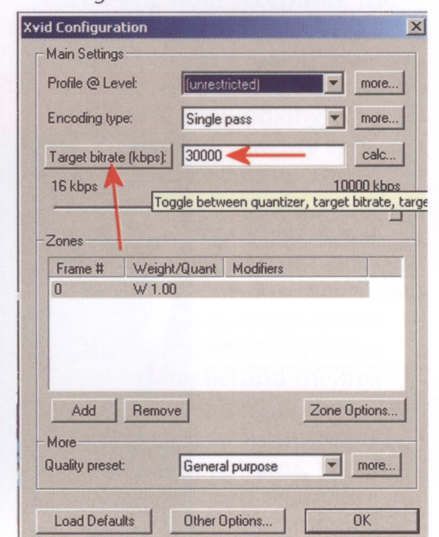 Xvid Configuration
Main Settings
Profile @ Level: (unrestricted) more...
Encoding type: Single pass more...
Target bitrate (kbps): 30000 calc...
16 kbps 10000 kbps
Toggle between quantizer, target bitrate, targe
Zones
Frame # Weight/Quant Modifiers
0 W 1.00
Add Remove Zone Options...
More
Quality preset: General purpose more...
Load Defaults Other Options... OK